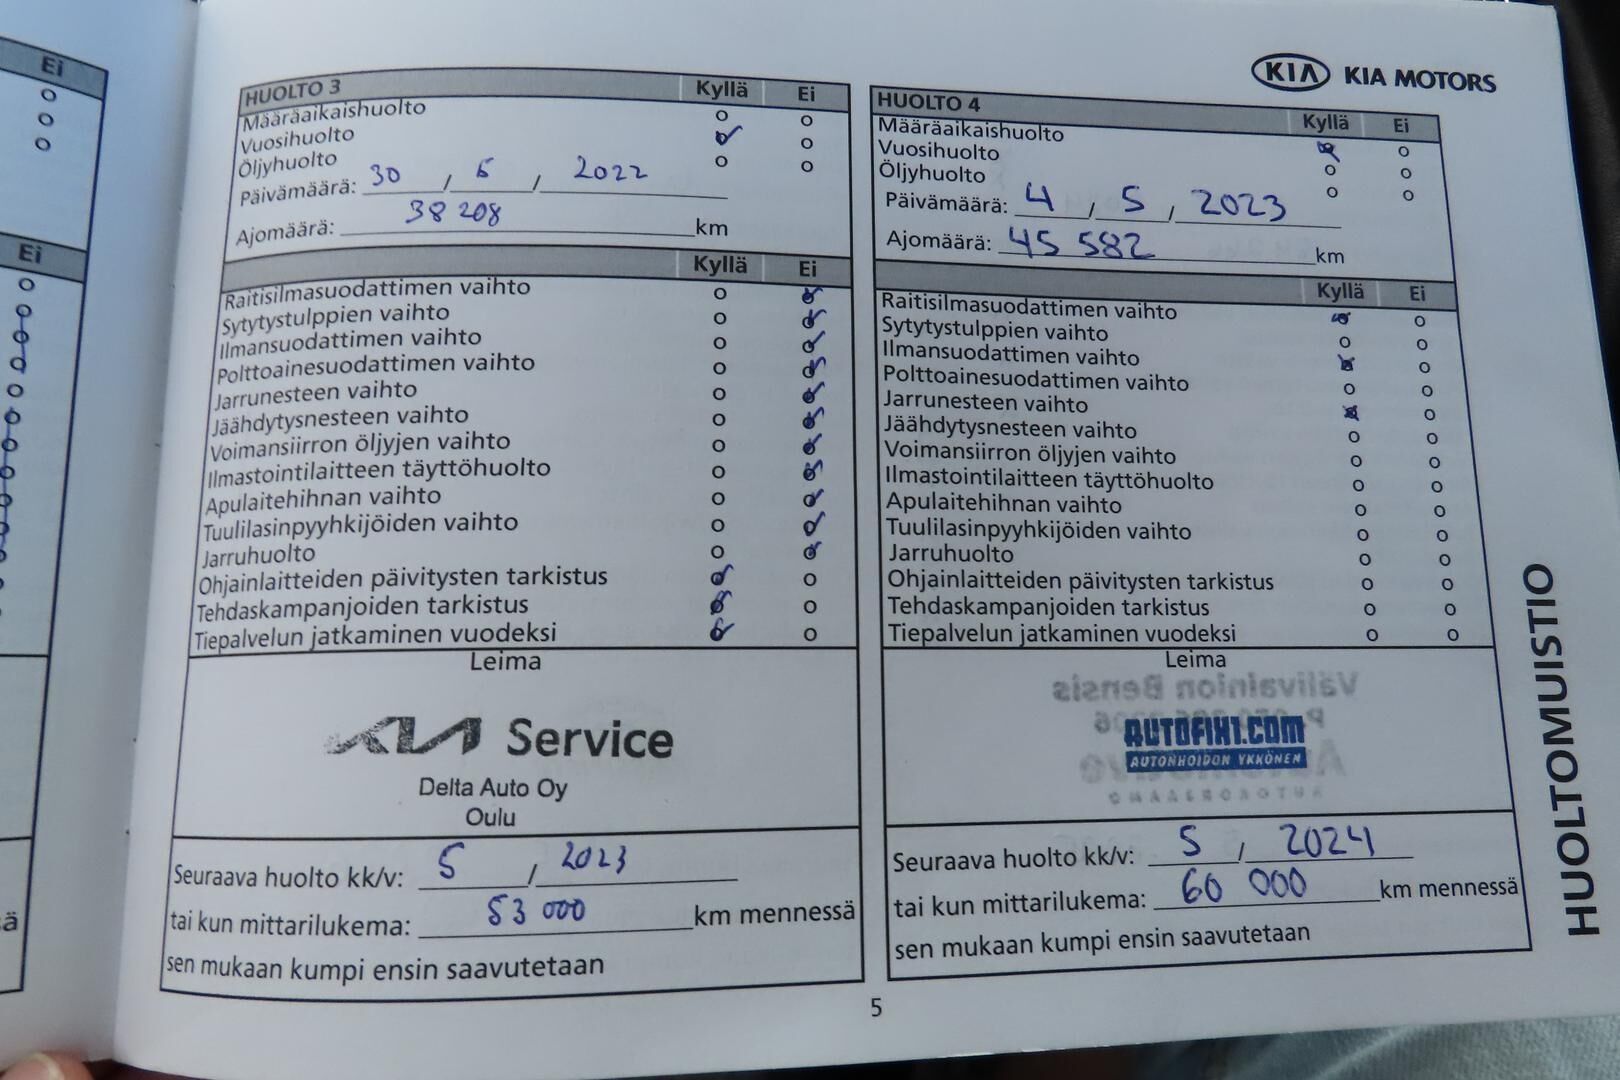 Ei
Ei
KIA KIA MOTORS
HUOLTO 3 Kyllä Ei
Määräaikaishuolto
Vuosihuolto
Öljyhuolto
Päivämäärä: 30 / 5 / 2022
Ajomäärä: 38 208 km
Kyllä Ei
Raitisilmasuodattimen vaihto
Sytytystulppien vaihto
Ilmansuodattimen vaihto
Polttoainesuodattimen vaihto
Jarrunesteen vaihto
Jäähdytysnesteen vaihto
Voimansiirron öljyjen vaihto
Ilmastointilaitteen täyttöhuolto
Apulaitehihnan vaihto
Tuulilasinpyyhkijöiden vaihto
Jarruhuolto
Ohjainlaitteiden päivitysten tarkistus
Tehdaskampanjoiden tarkistus
Tiepalvelun jatkaminen vuodeksi
Leima
KIA Service
Delta Auto Oy
Oulu
Seuraava huolto kk/v: 5 / 2023
tai kun mittarilukema: 53 000 km mennessä
sen mukaan kumpi ensin saavutetaan
HUOLTO 4 Kyllä Ei
Määräaikaishuolto
Vuosihuolto
Öljyhuolto
Päivämäärä: 4 / 5 / 2023
Ajomäärä: 45 582 km
Kyllä Ei
Raitisilmasuodattimen vaihto
Sytytystulppien vaihto
Ilmansuodattimen vaihto
Polttoainesuodattimen vaihto
Jarrunesteen vaihto
Jäähdytysnesteen vaihto
Voimansiirron öljyjen vaihto
Ilmastointilaitteen täyttöhuolto
Apulaitehihnan vaihto
Tuulilasinpyyhkijöiden vaihto
Jarruhuolto
Ohjainlaitteiden päivitysten tarkistus
Tehdaskampanjoiden tarkistus
Tiepalvelun jatkaminen vuodeksi
Leima
Välivainion Bensis
AUTOFIX1.COM
AUTONHOIDON YKKÖNEN
Seuraava huolto kk/v: 5 / 2024
tai kun mittarilukema: 60 000 km mennessä
sen mukaan kumpi ensin saavutetaan
HUOLTOMUISTIO
5